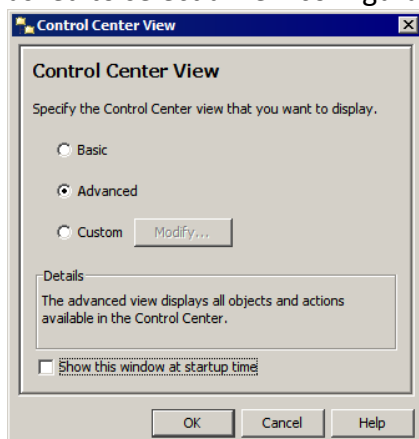 Control Center View
Control Center View
Specify the Control Center view that you want to display.
Basic
Advanced
Custom Modify...
Details
The advanced view displays all objects and actions
available in the Control Center.
Show this window at startup time
OK Cancel Help